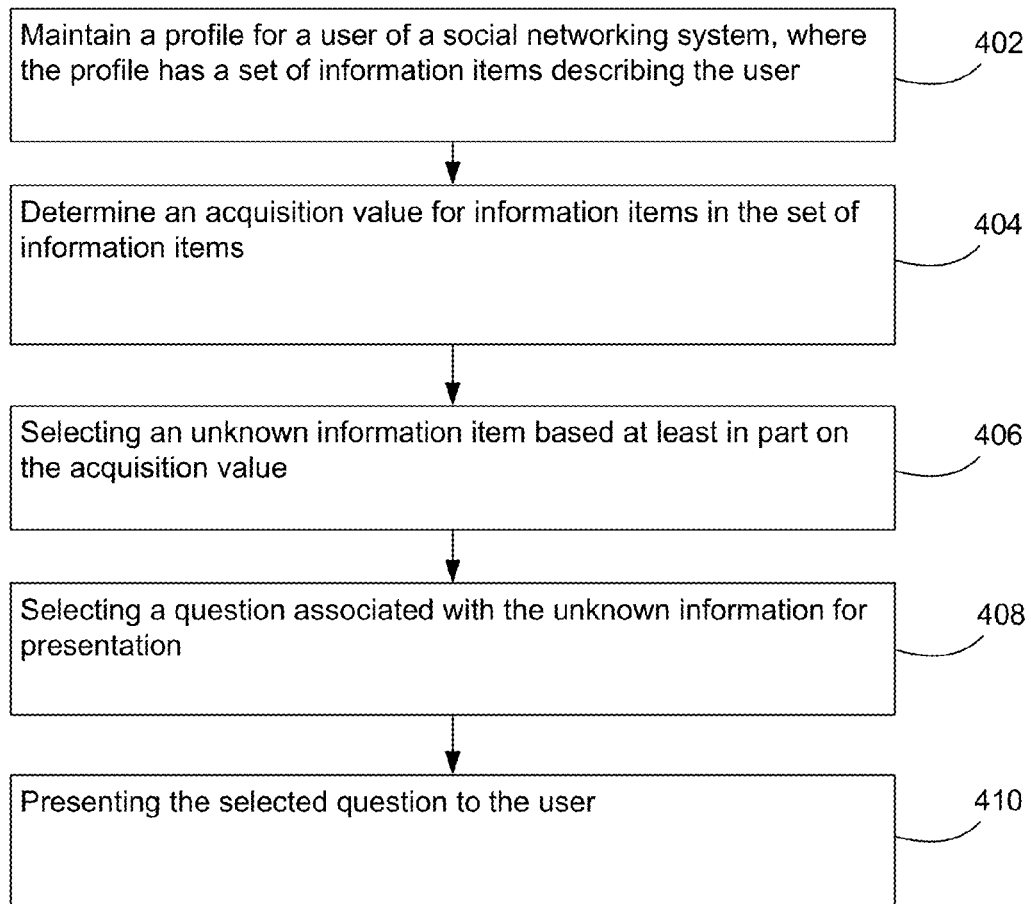 Maintain a profile for a user of a social networking system, where
the profile has a set of information items describing the user
402
Determine an acquisition value for information items in the set of
information items
404
Selecting an unknown information item based at least in part on
the acquisition value
406
Selecting a question associated with the unknown information for
presentation
408
Presenting the selected question to the user
410